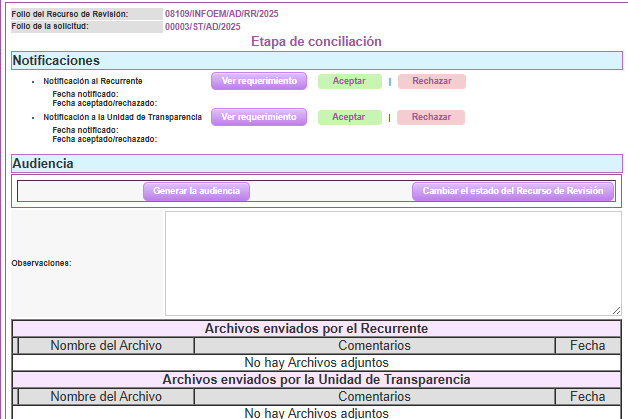 Folio del Recurso de Revisión: 08109/INFOEM/AD/RR/2025
Folio de la solicitud: 00003/ST/AD/2025
Etapa de conciliación
Notificaciones
Notificación al Recurrente Ver requerimiento Aceptar | Rechazar
Fecha notificado:
Fecha aceptado/rechazado:
Notificación a la Unidad de Transparencia Ver requerimiento Aceptar | Rechazar
Fecha notificado:
Fecha aceptado/rechazado:
Audiencia
Generar la audiencia Cambiar el estado del Recurso de Revisión
Observaciones:
Archivos enviados por el Recurrente
Nombre del Archivo Comentarios Fecha
No hay Archivos adjuntos
Archivos enviados por la Unidad de Transparencia
Nombre del Archivo Comentarios Fecha
No hay Archivos adjuntos